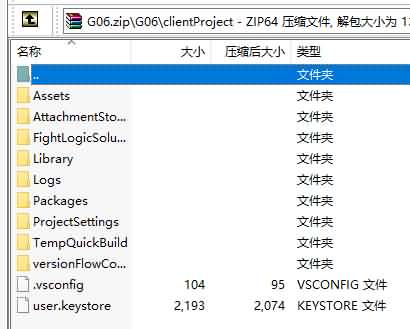 G06.zip\G06\clientProject - ZIP64 压缩文件, 解包大小为
名称 大小 压缩后大小 类型
.. 文件夹
Assets 文件夹
AttachmentSto... 文件夹
FightLogicSolu... 文件夹
Library 文件夹
Logs 文件夹
Packages 文件夹
ProjectSettings 文件夹
TempQuickBuild 文件夹
versionFlowCo... 文件夹
.vsconfig 104 95 VSCONFIG 文件
user.keystore 2,193 2,074 KEYSTORE 文件